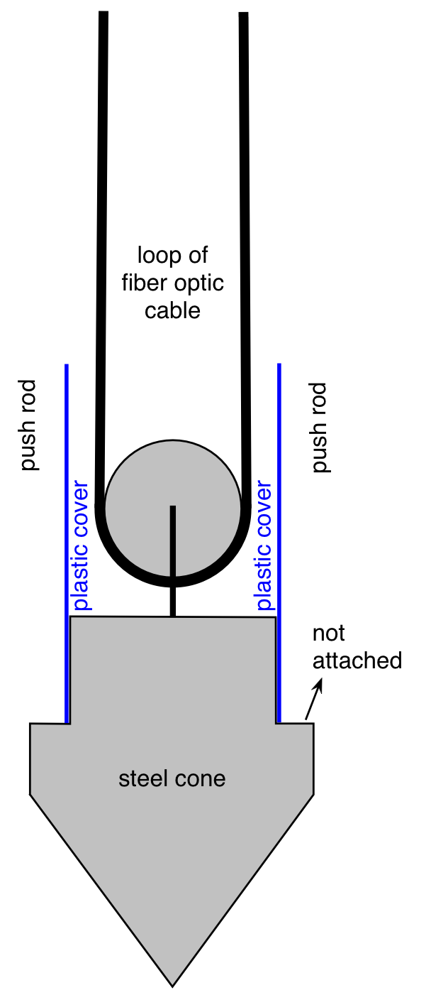 loop of
fiber optic
cable
push rod
push rod
plastic cover
plastic cover
not
attached
steel cone